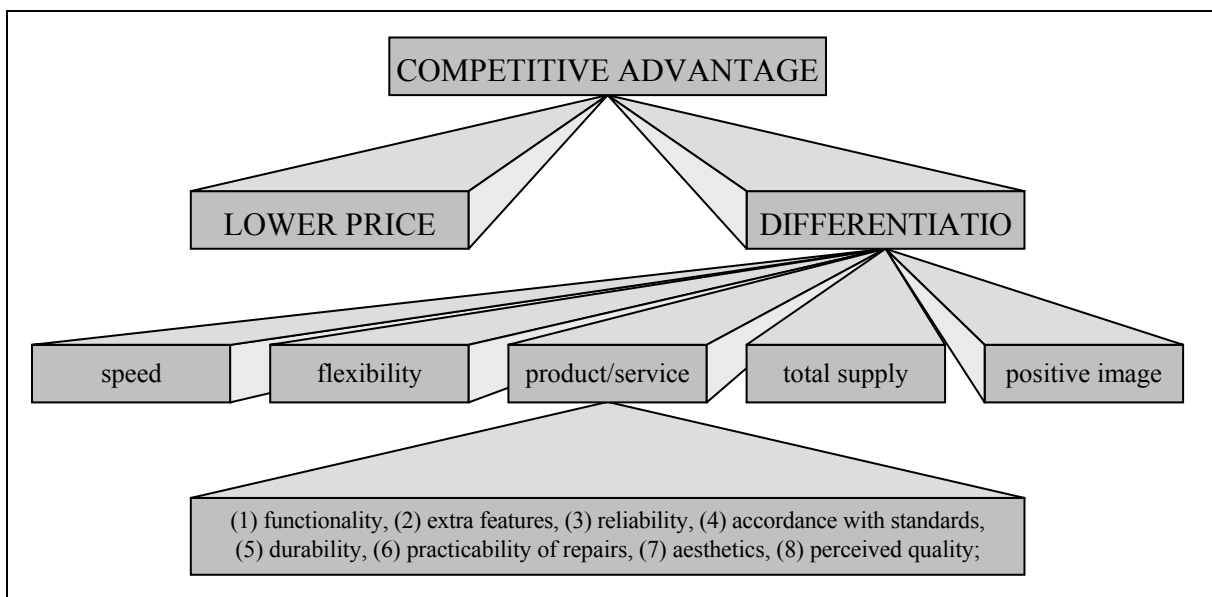 COMPETITIVE ADVANTAGE
LOWER PRICE
DIFFERENTIATIO
speed
flexibility
product/service
total supply
positive image
(1) functionality, (2) extra features, (3) reliability, (4) accordance with standards,
(5) durability, (6) practicability of repairs, (7) aesthetics, (8) perceived quality;